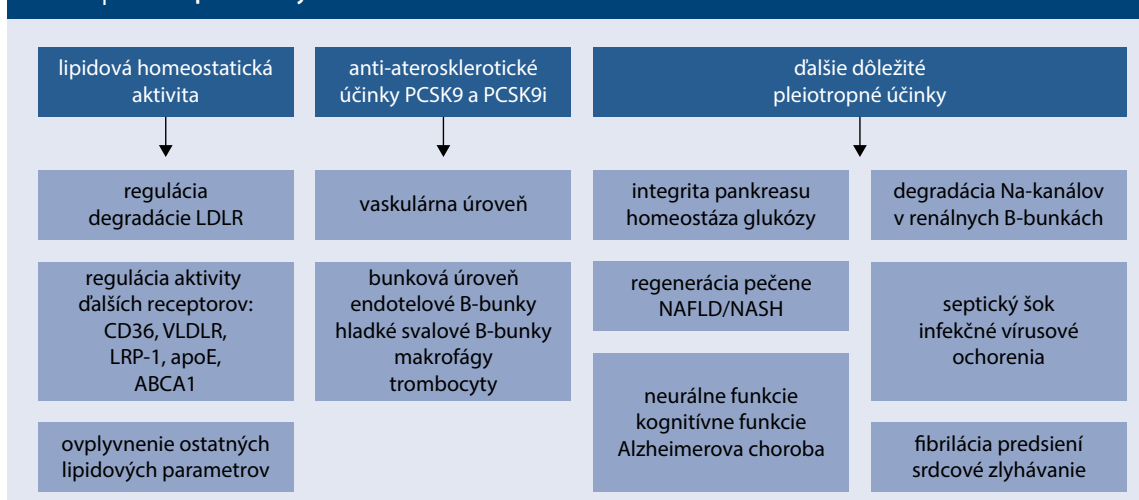 lipidová homeostatická
aktivita
regulácia
degradácie LDLR
regulácia aktivity
ďalších receptorov:
CD36, VLDLR,
LRP-1, apoE,
ABCA1
ovplyvnenie ostatných
lipidových parametrov
anti-aterosklerotické
účinky PCSK9 a PCSK9i
vaskulárna úroveň
bunková úroveň
endotelové B-bunky
hladké svalové B-bunky
makrofágy
trombocyty
ďalšie dôležité
pleiotropné účinky
integrita pankreasu
homeostáza glukózy
regenerácia pečene
NAFLD/NASH
neurálne funkcie
kognitívne funkcie
Alzheimerova choroba
degradácia Na-kanálov
v renálnych B-bunkách
septický šok
infekčné vírusové
ochorenia
fibrilácia predsiení
srdcové zlyhávanie